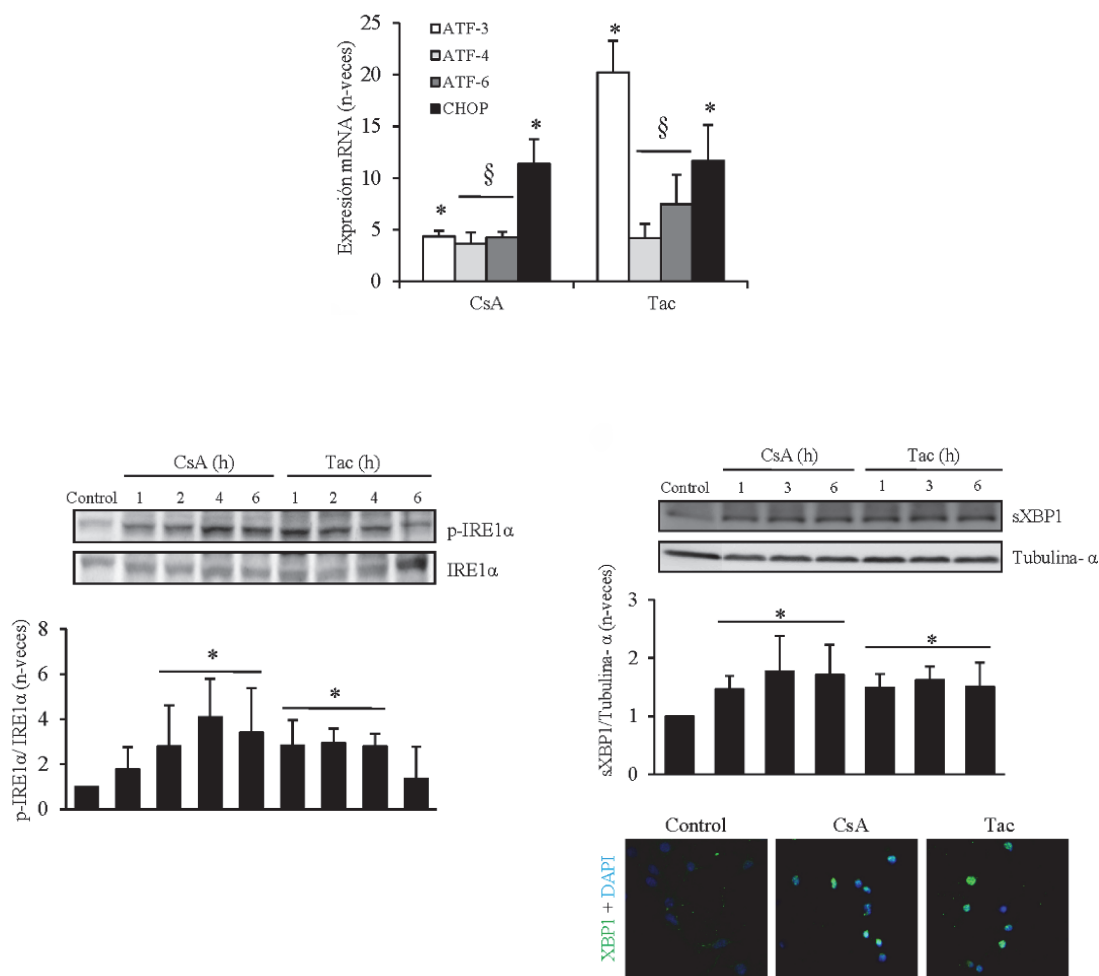 25
20
15
10
5
0
Expresión mRNA (n-veces)
ATF-3
ATF-4
ATF-6
CHOP
*
§
*
*
§
*
CsA Tac
CsA (h) Tac (h)
Control 1 2 4 6 1 2 4 6
p-IRE1α
IRE1α
p-IRE1α/IRE1α (n-veces)
8
6
4
2
0
*
*
CsA (h) Tac (h)
Control 1 3 6 1 3 6
sXBP1
Tubulina- α
sXBP1/Tubulina- α (n-veces)
3
2
1
0
*
*
Control CsA Tac
XBP1 + DAPI